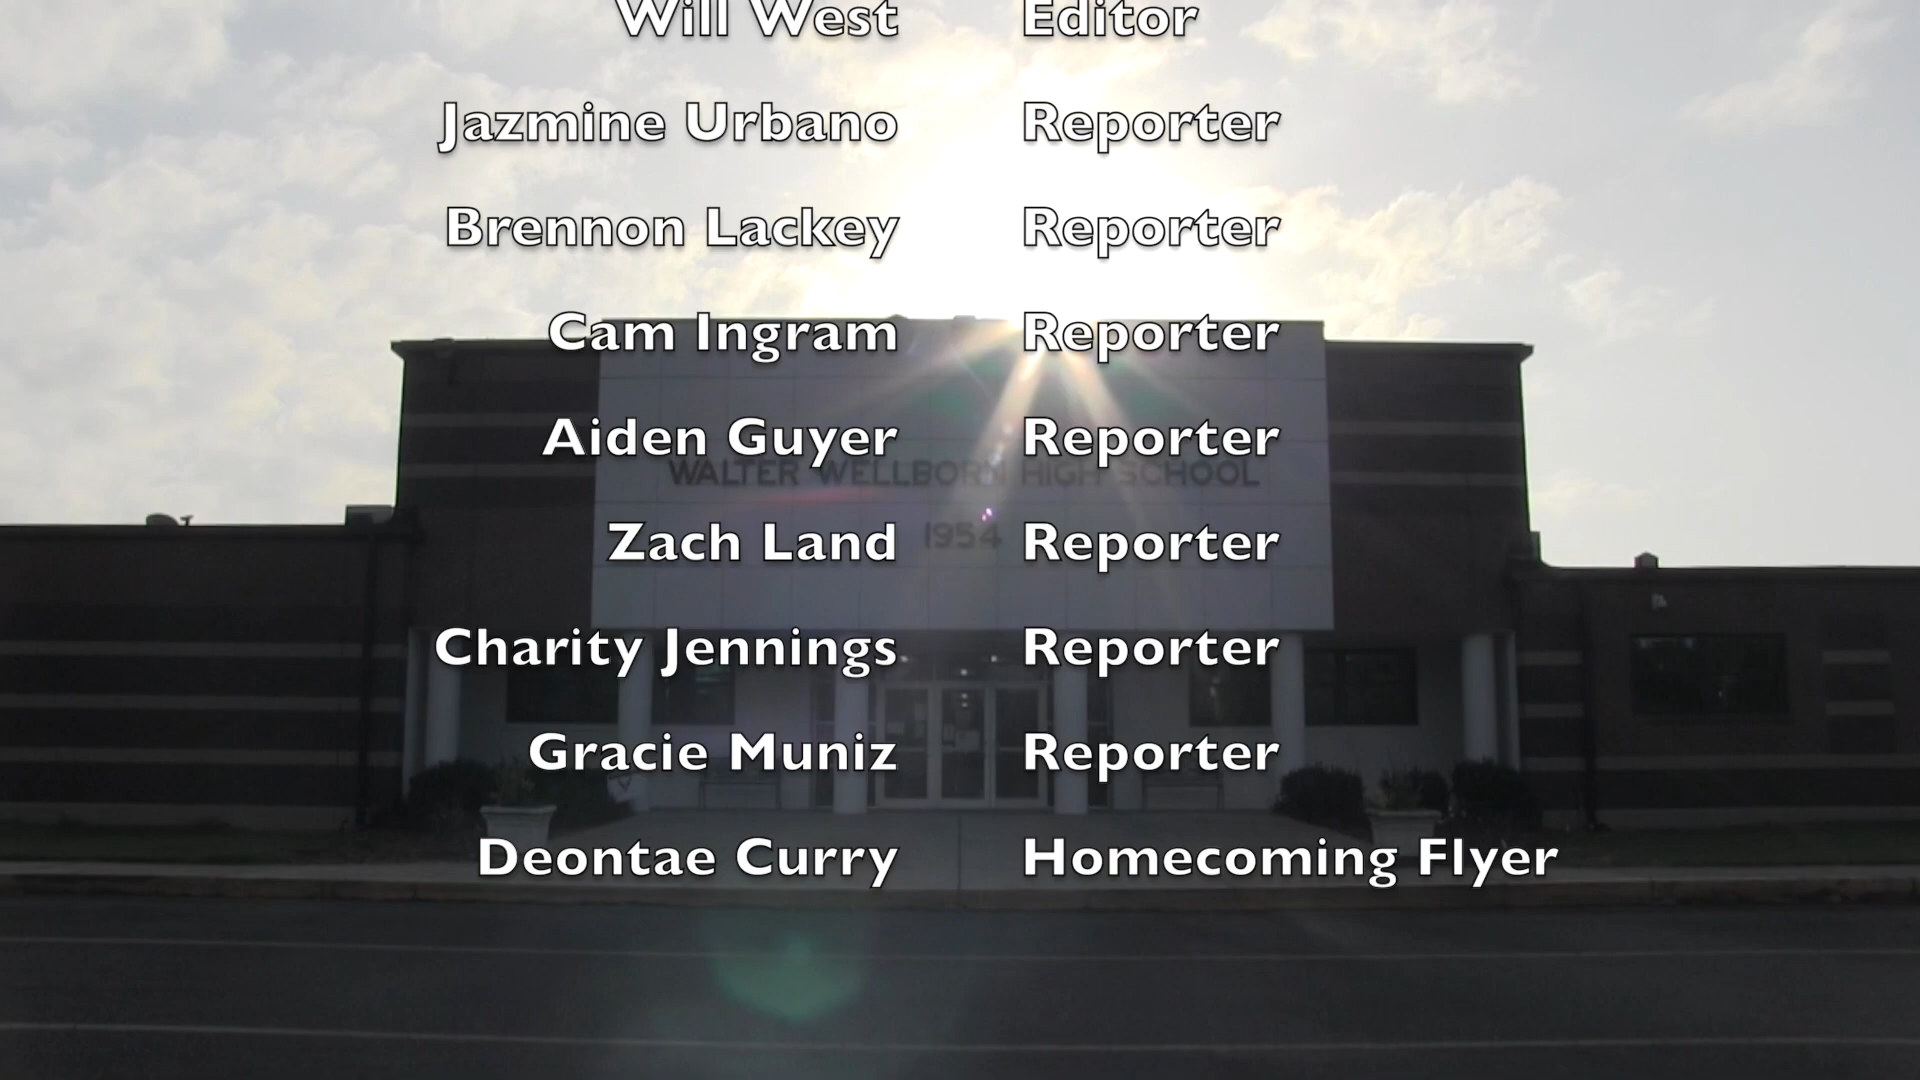 Will West Editor
Jazmine Urbano Reporter
Brennon Lackey Reporter
Cam Ingram Reporter
Aiden Guyer Reporter
WALTER WELLBORN HIGH SCHOOL
Zach Land Reporter
1954
Charity Jennings Reporter
Gracie Muniz Reporter
Deontae Curry Homecoming Flyer